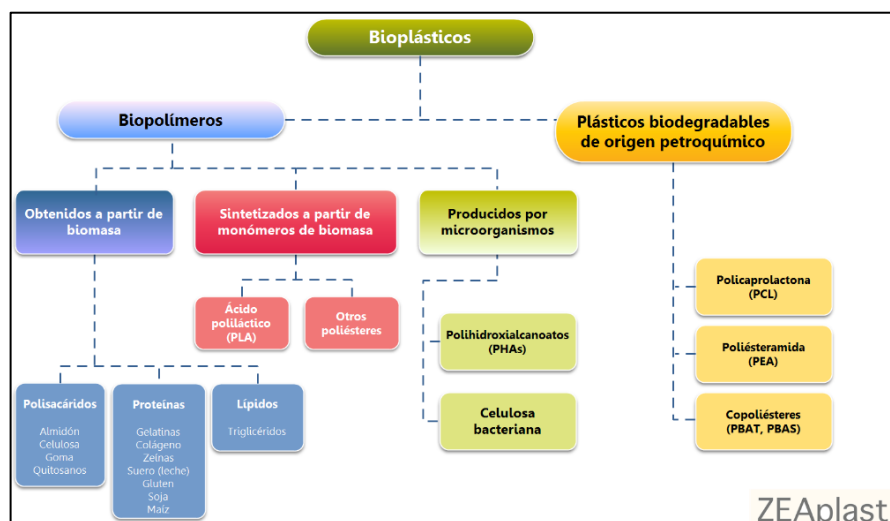 Bioplásticos
Biopolímeros
Plásticos biodegradables
de origen petroquímico
Obtenidos a partir de
biomasa
Sintetizados a partir de
monómeros de biomasa
Producidos por
microorganismos
Ácido
poliláctico
(PLA)
Otros
poliésteres
Polihidroxialcanoatos
(PHAs)
Celulosa
bacteriana
Policaprolactona
(PCL)
Poliésteramida
(PEA)
Copoliésteres
(PBAT, PBAS)
Polisacáridos
Almidón
Celulosa
Goma
Quitosanos
Proteínas
Gelatinas
Colágeno
Zeínas
Suero (leche)
Gluten
Soja
Maíz
Lípidos
Triglicéridos
ZEAplast